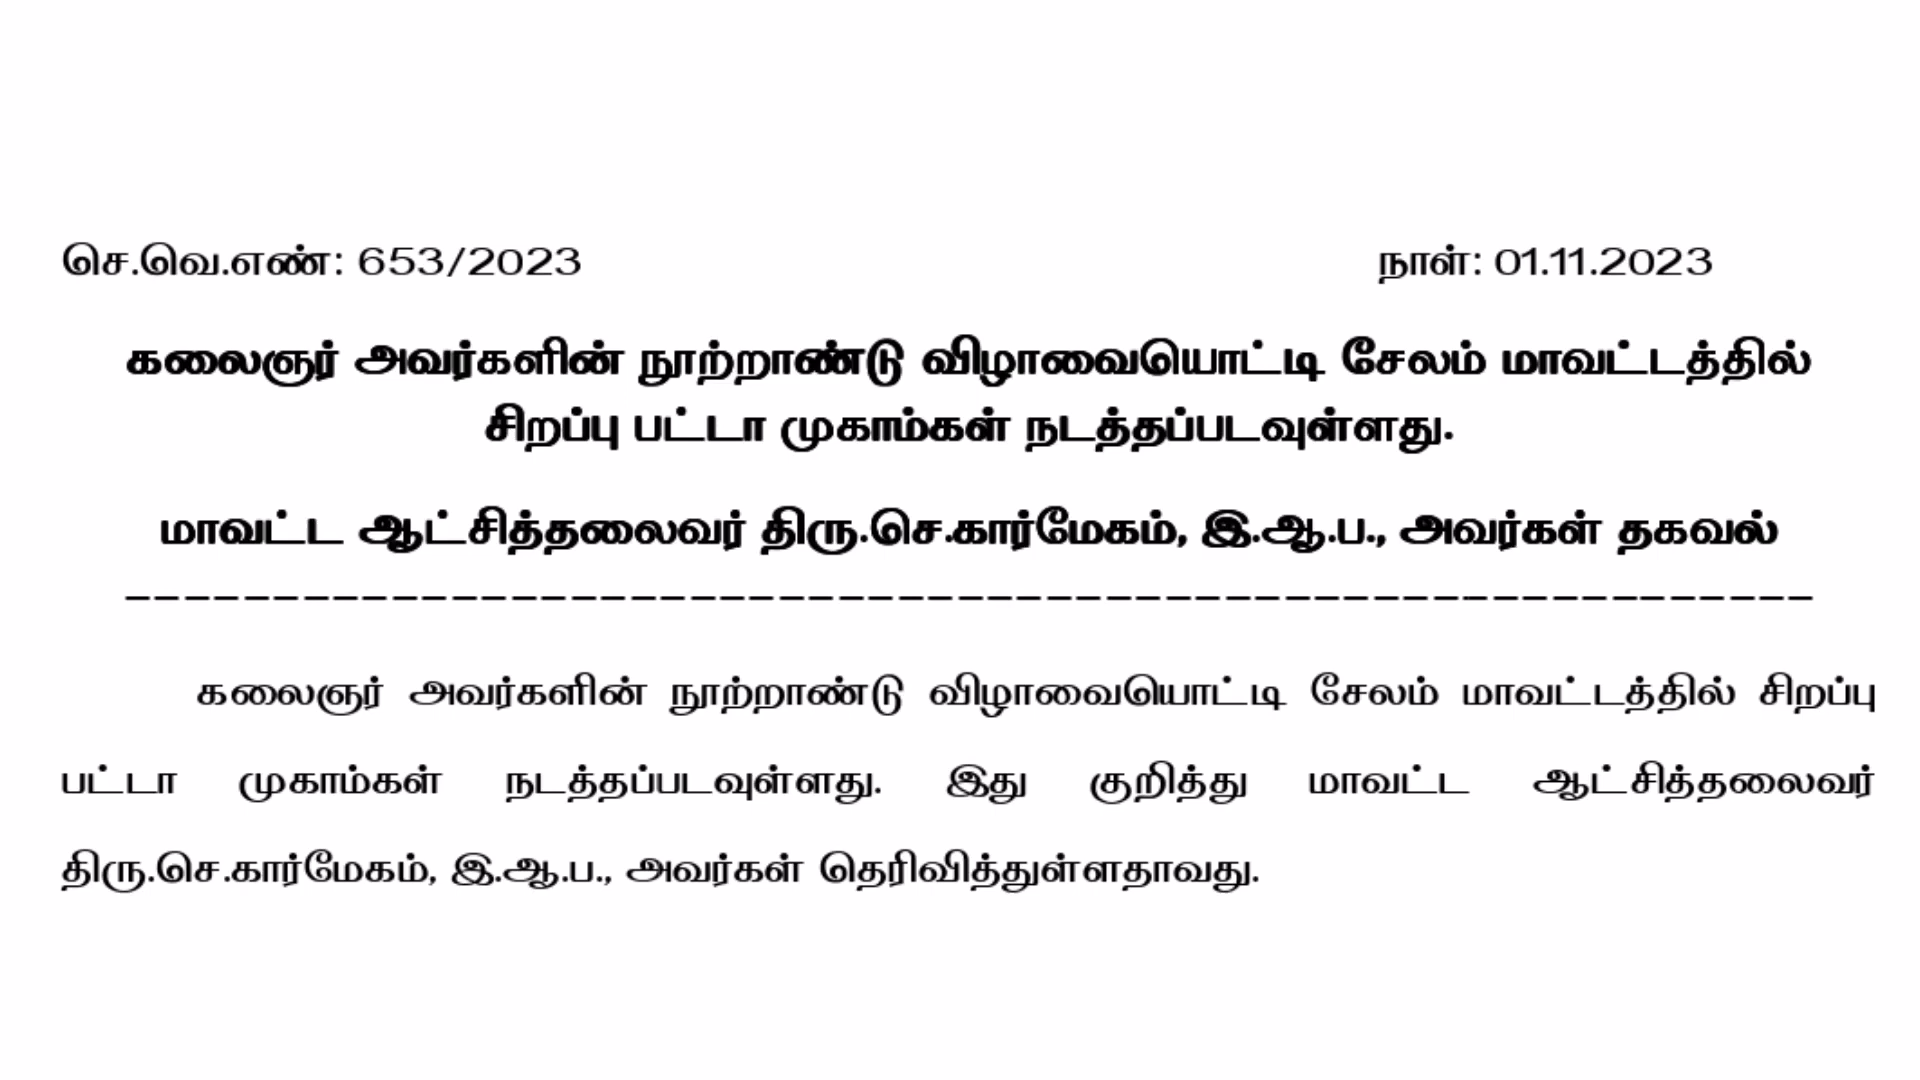 செ.வெ.எண்: 653/2023 நாள்: 01.11.2023
கலைஞர் அவர்களின் நூற்றாண்டு விழாவையொட்டி சேலம் மாவட்டத்தில்
சிறப்பு பட்டா முகாம்கள் நடத்தப்படவுள்ளது.
மாவட்ட ஆட்சித்தலைவர் திரு.செ.கார்மேகம், இ.ஆ.ப., அவர்கள் தகவல்
கலைஞர் அவர்களின் நூற்றாண்டு விழாவையொட்டி சேலம் மாவட்டத்தில் சிறப்பு
பட்டா முகாம்கள் நடத்தப்படவுள்ளது. இது குறித்து மாவட்ட ஆட்சித்தலைவர்
திரு.செ.கார்மேகம், இ.ஆ.ப., அவர்கள் தெரிவித்துள்ளதாவது.